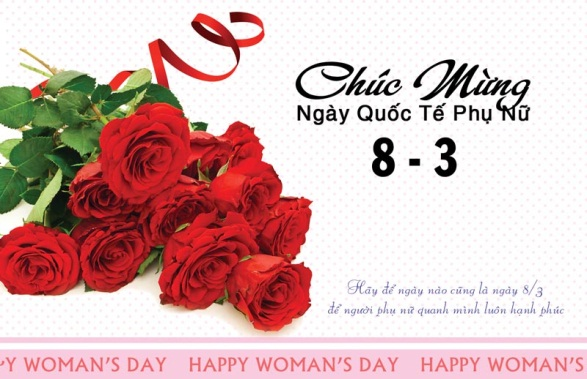 Chúc Mừng
Ngày Quốc Tế Phụ Nữ
8 - 3
Hãy để ngày nào cũng là ngày 8/3
để người phụ nữ quanh mình luôn hạnh phúc
Y WOMAN'S DAY HAPPY WOMAN'S DAY HAPPY WOMAN'S